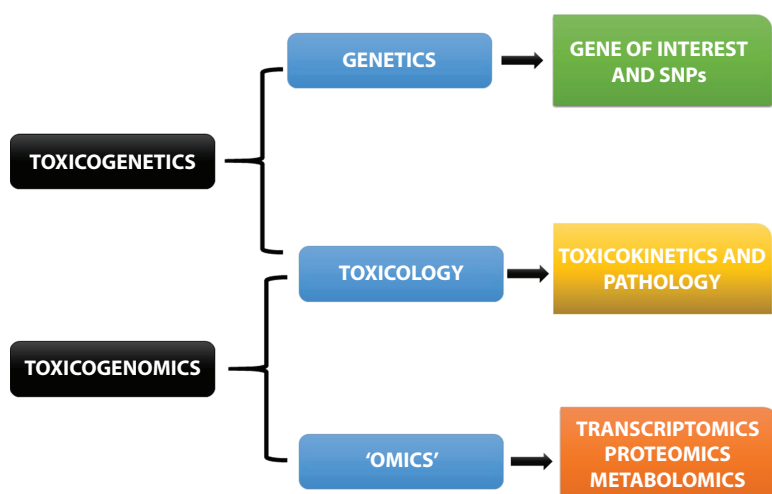 GENETICS
GENE OF INTEREST
AND SNPs
TOXICOGENETICS
TOXICOLOGY
TOXICOKINETICS AND
PATHOLOGY
TOXICOGENOMICS
‘OMICS’
TRANSCRIPTOMICS
PROTEOMICS
METABOLOMICS